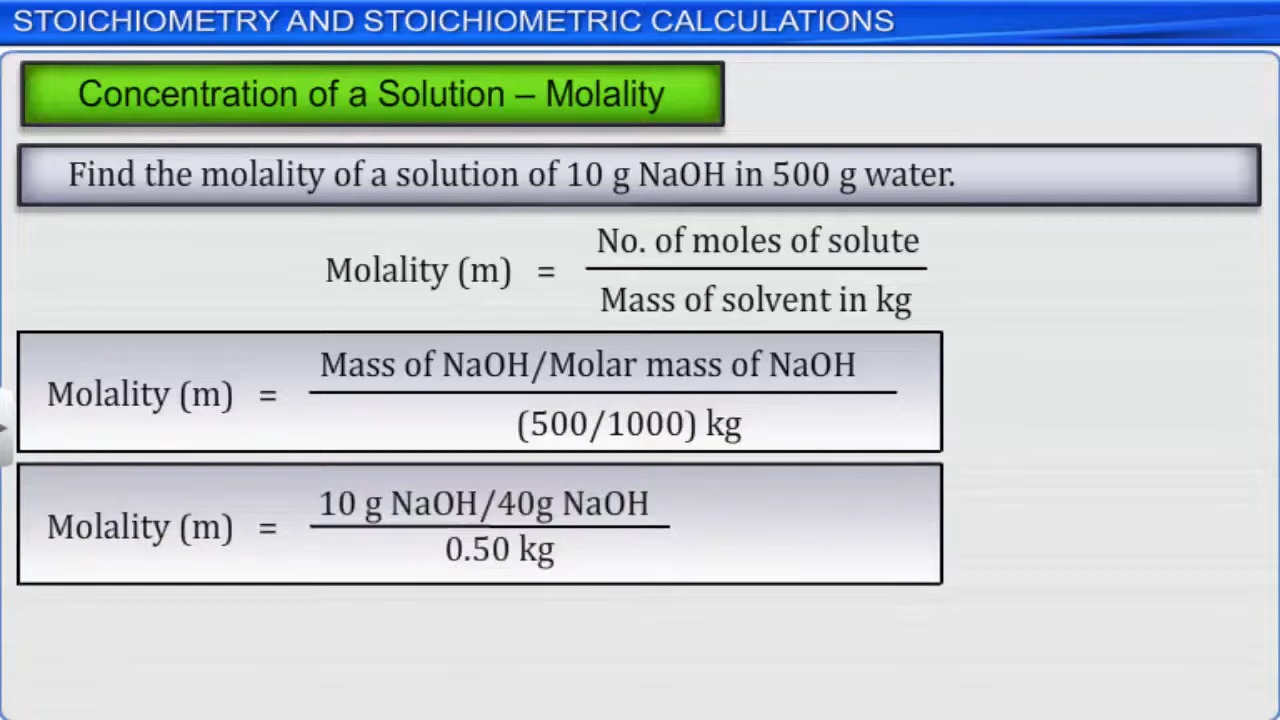 STOICHIOMETRY AND STOICHIOMETRIC CALCULATIONS
Concentration of a Solution – Molality
Find the molality of a solution of 10 g NaOH in 500 g water.
No. of moles of solute
Molality (m) =
Mass of solvent in kg
Mass of NaOH/Molar mass of NaOH
Molality (m) =
(500/1000) kg
10 g NaOH/40g NaOH
Molality (m) =
0.50 kg